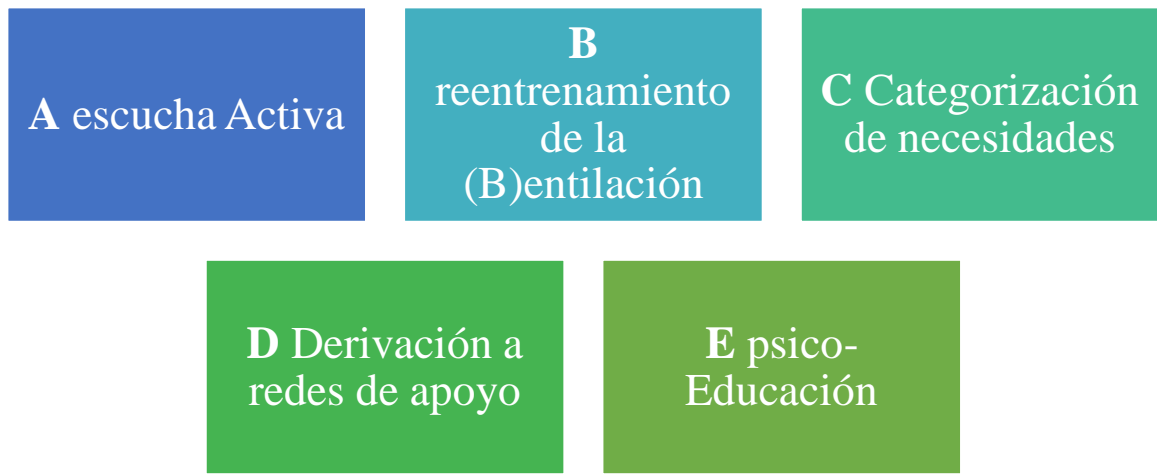 A escucha Activa
B
reentrenamiento
de la
(B)entilación
C Categorización
de necesidades
D Derivación a
redes de apoyo
E psico-
Educación